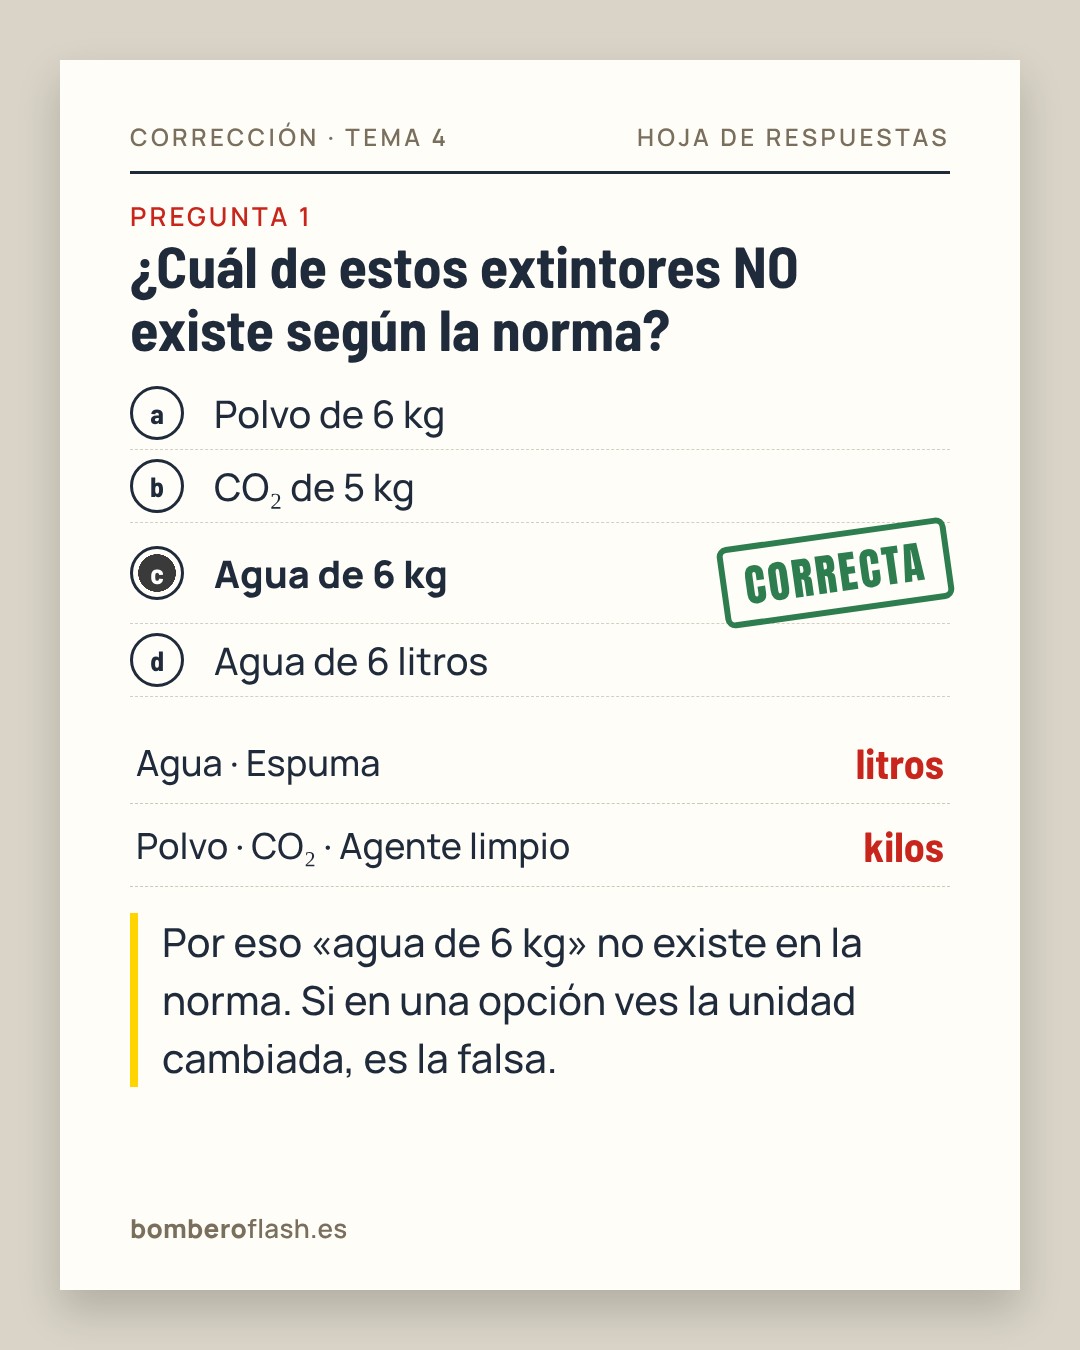 CORRECCIÓN · TEMA 4
HOJA DE RESPUESTAS
PREGUNTA 1
¿Cuál de estos extintores NO
existe según la norma?
a Polvo de 6 kg
b CO₂ de 5 kg
c Agua de 6 kg CORRECTA
d Agua de 6 litros
Agua · Espuma litros
Polvo · CO₂ · Agente limpio kilos
Por eso «agua de 6 kg» no existe en la
norma. Si en una opción ves la unidad
cambiada, es la falsa.
bomberoflash.es